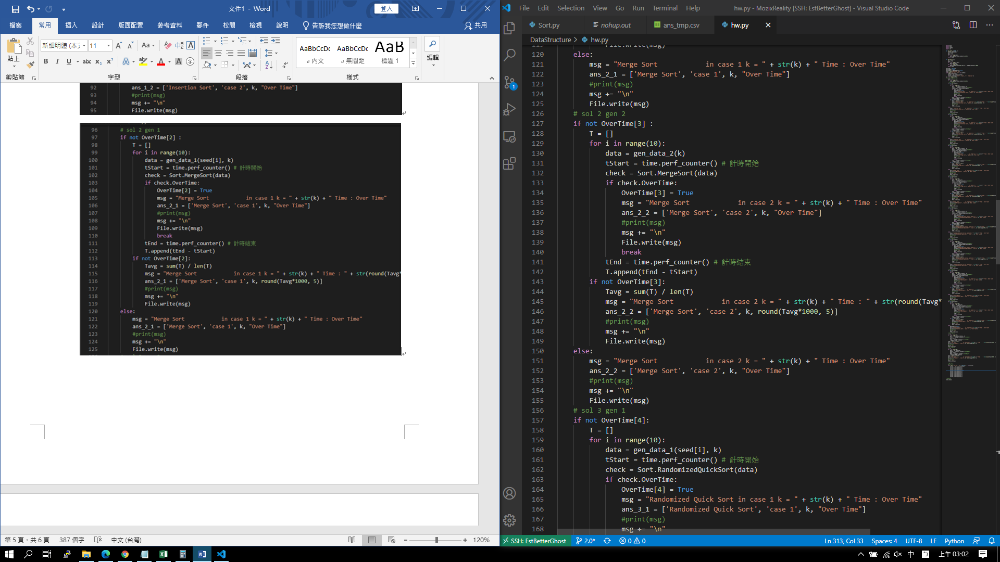 文件1 - Word
登入
檔案 常用 插入 設計 版面配置 參考資料 郵件 校閱 檢視 說明 告訴我您想做什麼 共用
貼上
新細明體 (本文 11
AaBbCcDc AaBbCcDc AaBbC
內文 無間距 標題 1
編輯
剪貼簿 字型 段落 樣式
92 ans_1_2 = ['Insertion Sort', 'case 2', k, "Over Time"]
93 #print(msg)
94 msg += "\n"
95 File.write(msg)
96 # sol 2 gen 1
97 if not OverTime[2] :
98 T = []
99 for i in range(10):
100 data = gen_data_1(seed[i], k)
101 tStart = time.perf_counter() # 計時開始
102 check = Sort.MergeSort(data)
103 if check.OverTime:
104 OverTime[2] = True
105 msg = "Merge Sort            in case 1 k = " + str(k) + " Time : Over Time"
106 ans_2_1 = ['Merge Sort', 'case 1', k, "Over Time"]
107 #print(msg)
108 msg += "\n"
109 File.write(msg)
110 break
111 tEnd = time.perf_counter() # 計時結束
112 T.append(tEnd - tStart)
113 if not OverTime[2]:
114 Tavg = sum(T) / len(T)
115 msg = "Merge Sort            in case 1 k = " + str(k) + " Time : " + str(round(Tavg*
116 ans_2_1 = ['Merge Sort', 'case 1', k, round(Tavg*1000, 5)]
117 #print(msg)
118 msg += "\n"
119 File.write(msg)
120 else:
121 msg = "Merge Sort            in case 1 k = " + str(k) + " Time : Over Time"
122 ans_2_1 = ['Merge Sort', 'case 1', k, "Over Time"]
123 #print(msg)
124 msg += "\n"
125 File.write(msg)
第 5 頁，共 6 頁 387 個字 中文 (台灣) 120%
File Edit Selection View Go Run Terminal Help hw.py - MozixReality [SSH: EstBetterGhost] - Visual Studio Code
Sort.py nohup.out ans_tmp.csv hw.py
DataStructure > hw.py
119 File.write(msg)
120 else:
121 msg = "Merge Sort            in case 1 k = " + str(k) + " Time : Over Time"
122 ans_2_1 = ['Merge Sort', 'case 1', k, "Over Time"]
123 #print(msg)
124 msg += "\n"
125 File.write(msg)
126 # sol 2 gen 2
127 if not OverTime[3] :
128 T = []
129 for i in range(10):
130 data = gen_data_2(k)
131 tStart = time.perf_counter() # 計時開始
132 check = Sort.MergeSort(data)
133 if check.OverTime:
134 OverTime[3] = True
135 msg = "Merge Sort            in case 2 k = " + str(k) + " Time : Over Time"
136 ans_2_2 = ['Merge Sort', 'case 2', k, "Over Time"]
137 #print(msg)
138 msg += "\n"
139 File.write(msg)
140 break
141 tEnd = time.perf_counter() # 計時結束
142 T.append(tEnd - tStart)
143 if not OverTime[3]:
144 Tavg = sum(T) / len(T)
145 msg = "Merge Sort            in case 2 k = " + str(k) + " Time : " + str(round(Tavg*
146 ans_2_2 = ['Merge Sort', 'case 2', k, round(Tavg*1000, 5)]
147 #print(msg)
148 msg += "\n"
149 File.write(msg)
150 else:
151 msg = "Merge Sort            in case 2 k = " + str(k) + " Time : Over Time"
152 ans_2_2 = ['Merge Sort', 'case 2', k, "Over Time"]
153 #print(msg)
154 msg += "\n"
155 File.write(msg)
156 # sol 3 gen 1
157 if not OverTime[4]:
158 T = []
159 for i in range(10):
160 data = gen_data_1(seed[i], k)
161 tStart = time.perf_counter() # 計時開始
162 check = Sort.RandomizedQuickSort(data)
163 if check.OverTime:
164 OverTime[4] = True
165 msg = "Randomized Quick Sort in case 1 k = " + str(k) + " Time : Over Time"
166 ans_3_1 = ['Randomized Quick Sort', 'case 1', k, "Over Time"]
167 #print(msg)
168 msg += "\n"
1
SSH: EstBetterGhost 2.0* 0 0 Ln 313, Col 33 Spaces: 4 UTF-8 LF Python
中 上午 03:02